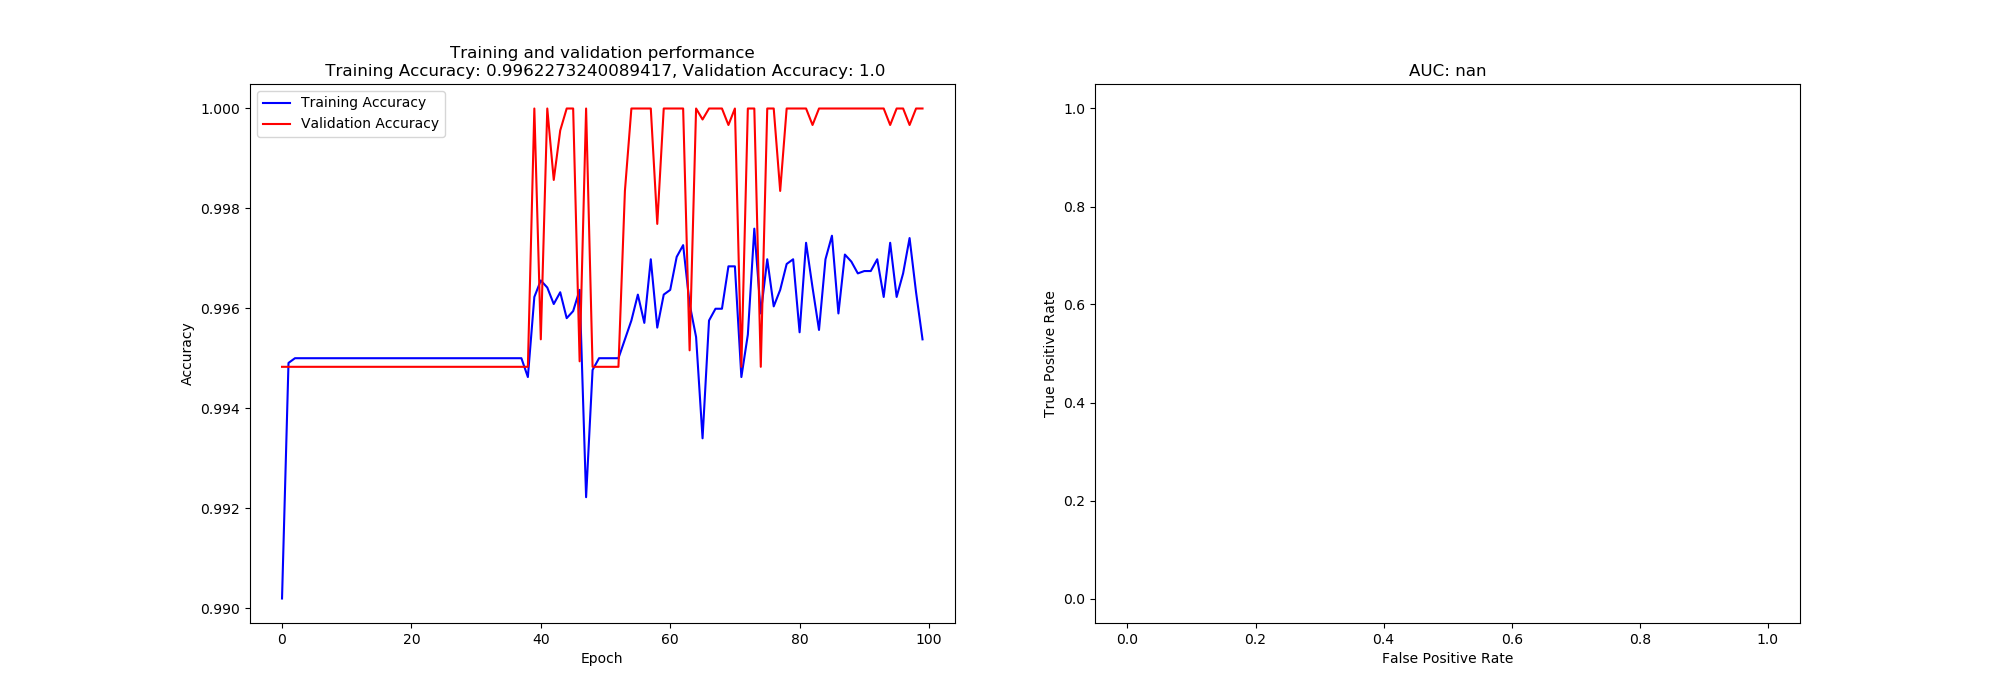 Training and validation performance
Training Accuracy: 0.9962273240089417, Validation Accuracy: 1.0
Training Accuracy
Validation Accuracy
1.000
0.998
0.996
0.994
0.992
0.990
Accuracy
0 20 40 60 80 100
Epoch
AUC: nan
1.0
0.8
0.6
0.4
0.2
0.0
True Positive Rate
0.0 0.2 0.4 0.6 0.8 1.0
False Positive Rate